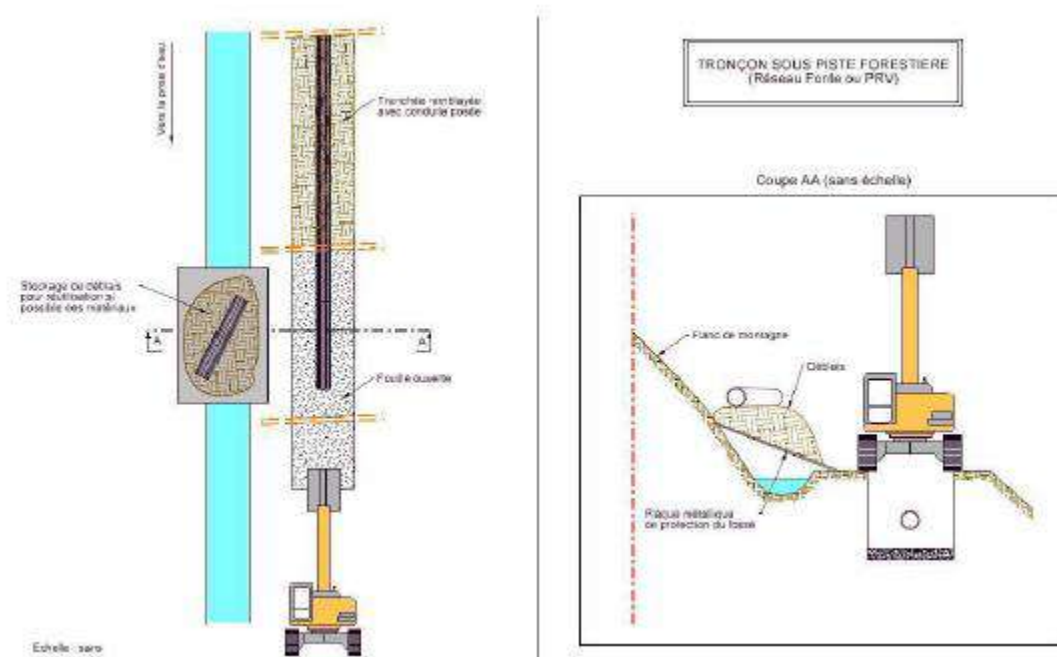 Vers la prise d'eau
Tranchée remblayée
avec conduite posée
Stockage de déblais
pour réutilisation si
possible des matériaux
A
A
Fouille ouverte
Echelle : sans
TRONÇON SOUS PISTE FORESTIERE
(Réseau Fonte ou PRV)
Coupe AA (sans échelle)
Flanc de montagne
Déblais
Plaque métallique
de protection du fossé